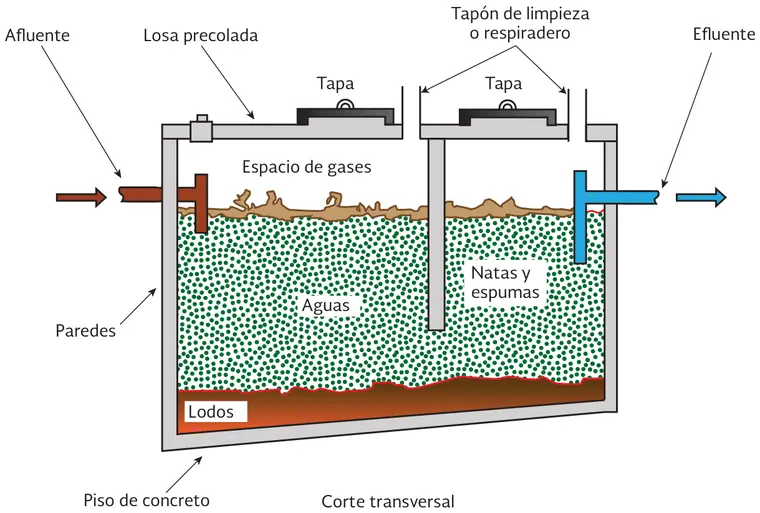 Afluente
Losa precolada
Tapón de limpieza
o respiradero
Efluente
Tapa
Tapa
Espacio de gases
Natas y
espumas
Aguas
Paredes
Lodos
Piso de concreto
Corte transversal